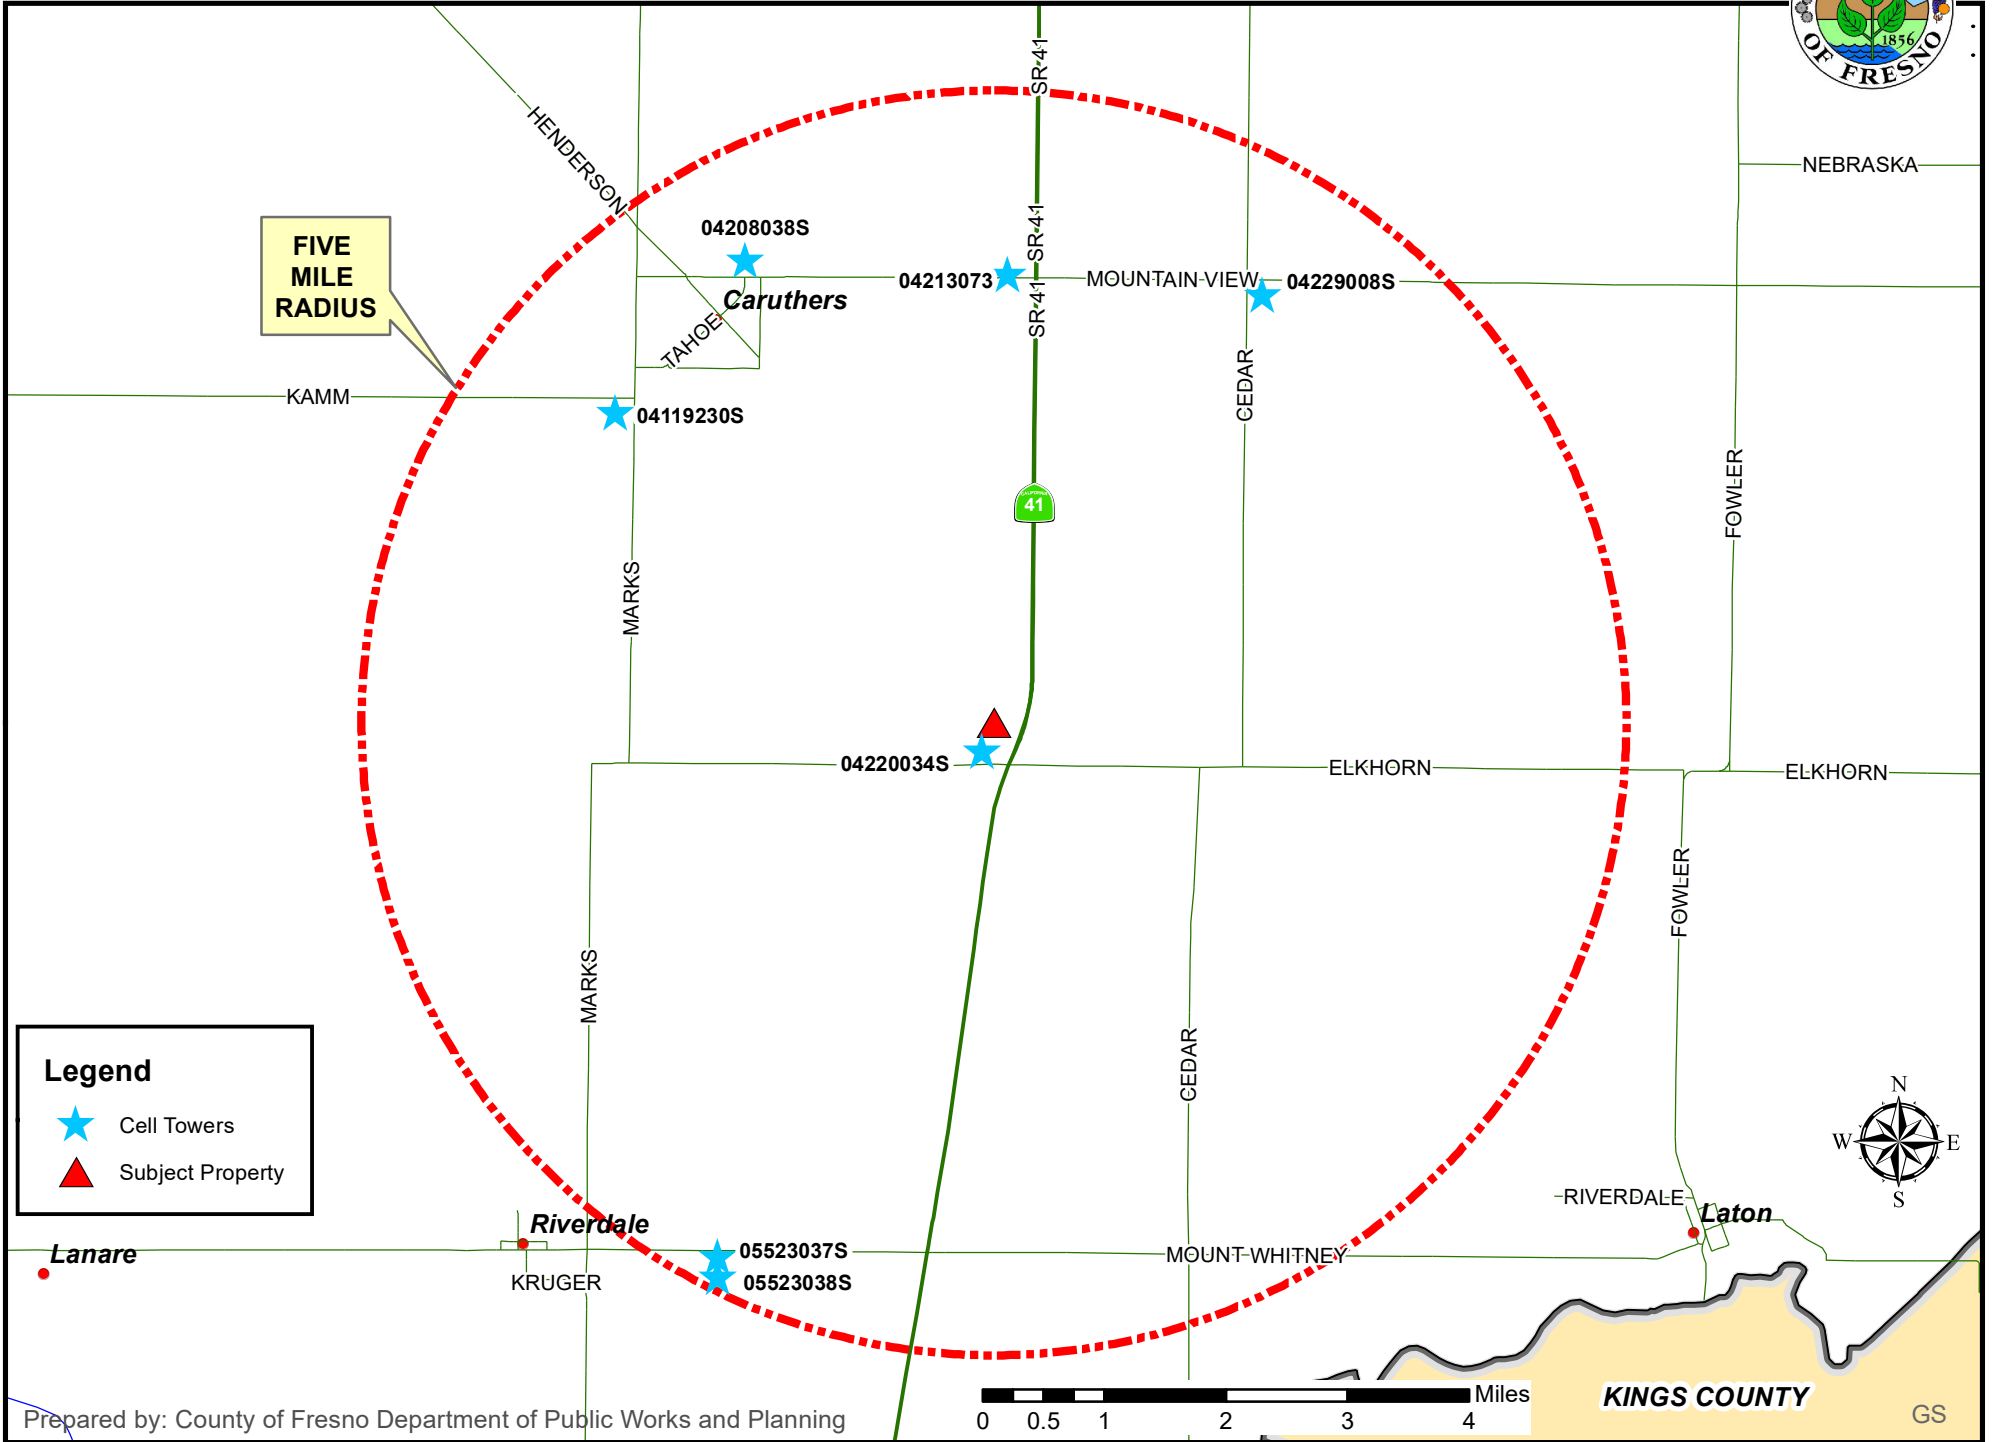 1856
OF FRESNO
SR-41
NEBRASKA
HENDERSON
04208038S
SR-41
FIVE
MILE
RADIUS
04213073
MOUNTAIN VIEW
04229008S
Caruthers
SR-41
TAHOE
KAMM
04119230S
CEDAR
FOWLER
CALIFORNIA
41
MARKS
04220034S
ELKHORN
ELKHORN
FOWLER
MARKS
CEDAR
Legend
Cell Towers
Subject Property
N
W
E
S
RIVERDALE
Laton
Riverdale
Lanare
05523037S
MOUNT WHITNEY
KRUGER
05523038S
Miles
0 0.5 1 2 3 4
KINGS COUNTY
Prepared by: County of Fresno Department of Public Works and Planning
GS